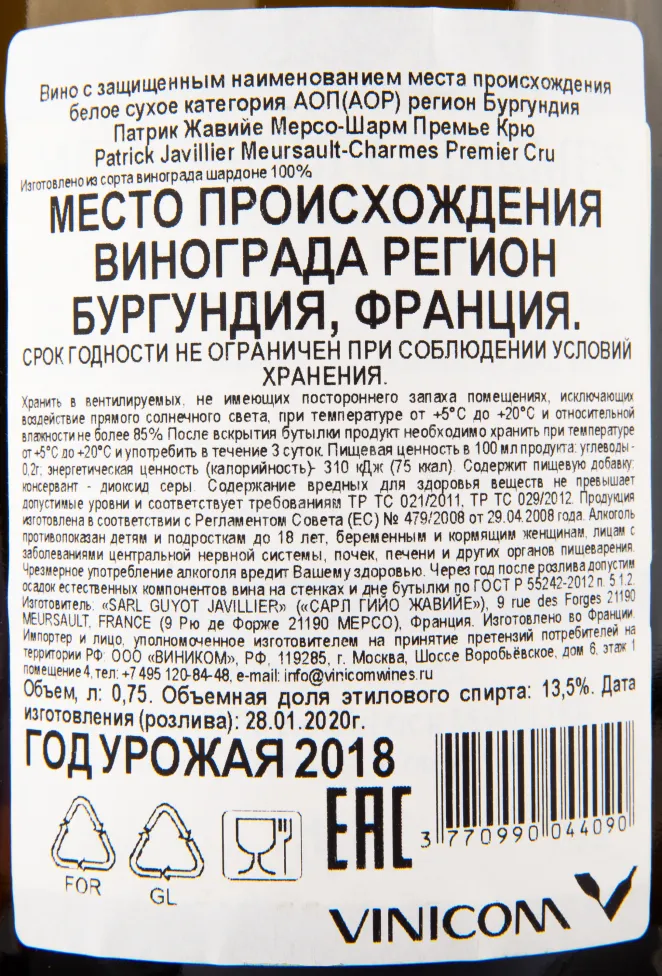 Вино с защищенным наименованием места происхождения
белое сухое категория АОП(АОР) регион Бургундия
Патрик Жавийе Мерсо-Шарм Премье Крю
Patrick Javillier Meursault-Charmes Premier Cru
Изготовлено из сорта винограда шардоне 100%
МЕСТО ПРОИСХОЖДЕНИЯ
ВИНОГРАДА РЕГИОН
БУРГУНДИЯ, ФРАНЦИЯ.
СРОК ГОДНОСТИ НЕ ОГРАНИЧЕН ПРИ СОБЛЮДЕНИИ УСЛОВИЙ
ХРАНЕНИЯ.
Хранить в вентилируемых, не имеющих постороннего запаха помещениях, исключающих
воздействие прямого солнечного света, при температуре от +5°С до +20°С и относительной
влажности не более 85%. После вскрытия бутылки продукт необходимо хранить при температуре
от +5°С до +20°С и употребить в течение 3 суток. Пищевая ценность в 100 мл продукта: углеводы -
0,2г; энергетическая ценность (калорийность)- 310 кДж (75 ккал). Содержит пищевую добавку:
консервант - диоксид серы. Содержание вредных для здоровья веществ не превышает
допустимые уровни и соответствует требованиям ТР ТС 021/2011, ТР ТС 029/2012. Продукция
изготовлена в соответствии с Регламентом Совета (ЕС) № 479/2008 от 29.04.2008 года. Алкоголь
противопоказан детям и подросткам до 18 лет, беременным и кормящим женщинам, лицам с
заболеваниями центральной нервной системы, почек, печени и других органов пищеварения.
Чрезмерное употребление алкоголя вредит Вашему здоровью. Через год после розлива допустим
осадок естественных компонентов вина на стенках и дне бутылки по ГОСТ Р 55242-2012 п. 5.1.2.
Изготовитель: «SARL GUYOT JAVILLIER» («САРЛ ГИЙО ЖАВИЙЕ»), 9 rue des Forges 21190
MEURSAULT, FRANCE (9 Рю де Форже 21190 МЕРСО), Франция. Изготовлено во Франции.
Импортер и лицо, уполномоченное изготовителем на принятие претензий потребителей на
территории РФ: ООО «ВИНИКОМ», РФ, 119285, г. Москва, Шоссе Воробьёвское, дом 6, этаж 1
помещение 4, тел: +7 495 120-84-48, e-mail: info@vinicomwines.ru
Объем, л: 0,75. Объемная доля этилового спирта: 13,5%. Дата
изготовления (розлива): 28.01.2020г.
ГОД УРОЖАЯ 2018
FOR
GL
EAC
3 770990 044090
VINICOM